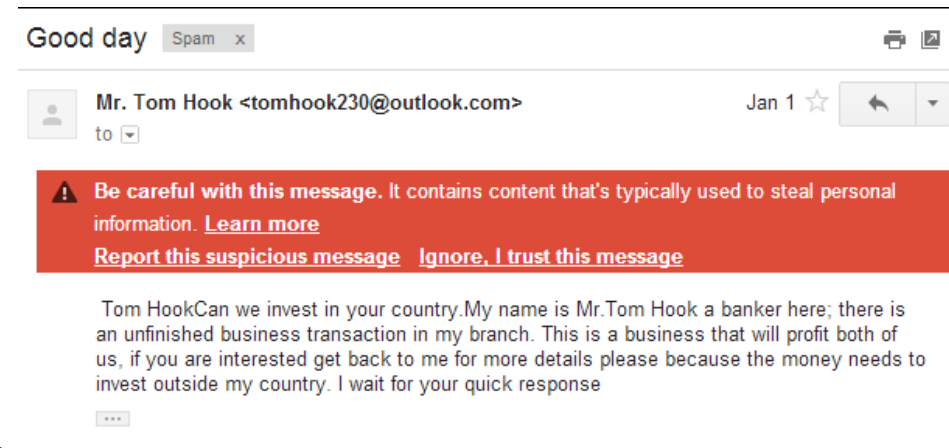 Good day Spam x
Mr. Tom Hook <tomhook230@outlook.com> Jan 1
to
Be careful with this message. It contains content that's typically used to steal personal
information. Learn more
Report this suspicious message Ignore, I trust this message
Tom HookCan we invest in your country.My name is Mr.Tom Hook a banker here; there is
an unfinished business transaction in my branch. This is a business that will profit both of
us, if you are interested get back to me for more details please because the money needs to
invest outside my country. I wait for your quick response